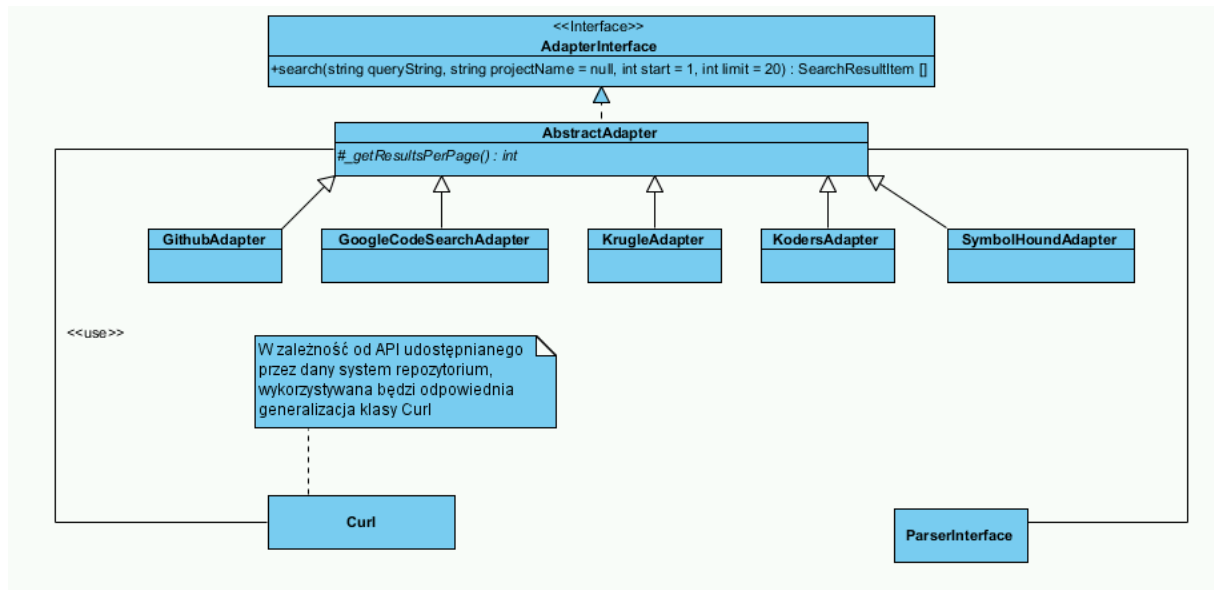 <<Interface>>
AdapterInterface
+search(string queryString, string projectName = null, int start = 1, int limit = 20) : SearchResultItem []
AbstractAdapter
#_getResultsPerPage() : int
GithubAdapter
GoogleCodeSearchAdapter
KrugleAdapter
KodersAdapter
SymbolHoundAdapter
<<use>>
W zależność od API udostępnianego
przez dany system repozytorium,
wykorzystywana będzi odpowiednia
generalizacja klasy Curl
Curl
ParserInterface